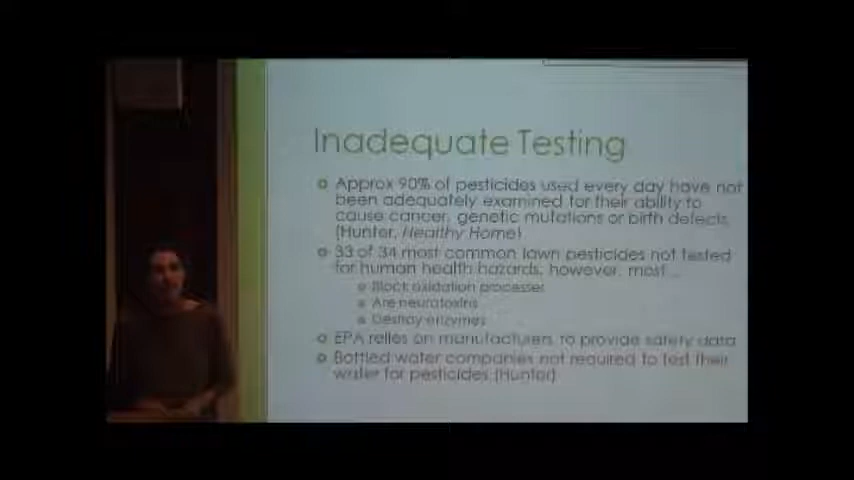 Inadequate Testing
Approx 90% of pesticides used every day have not
been adequately examined for their ability to
cause cancer, genetic mutations or birth defects
(Hunter, Healthy Home)
33 of 34 most common lawn pesticides not tested
for human health hazards, however, most…
Block oxidation processes
Are neurotoxins
Destroy enzymes
EPA relies on manufacturers to provide safety data
Bottled water companies not required to test their
water for pesticides (Hunter)